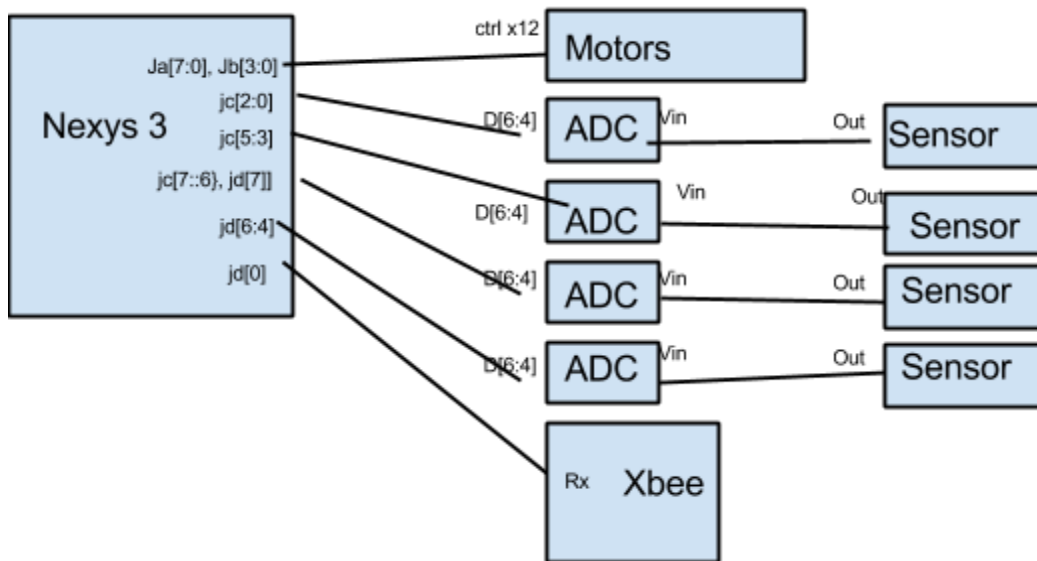 Nexys 3
Ja[7:0], Jb[3:0]
jc[2:0]
jc[5:3]
jc[7::6}, jd[7]]
jd[6:4]
jd[0]
ctrl x12
Motors
D[6:4]
ADC
Vin
Out
Sensor
D[6:4]
ADC
Vin
Out
Sensor
D[6:4]
ADC
Vin
Out
Sensor
D[6:4]
ADC
Vin
Out
Sensor
Rx
Xbee